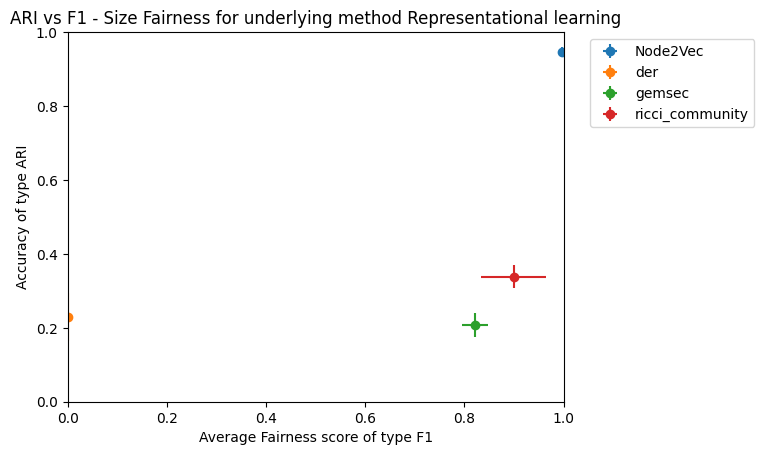 ARI vs F1 - Size Fairness for underlying method Representational learning
1.0
0.8
0.6
0.4
0.2
0.0
Accuracy of type ARI
0.0 0.2 0.4 0.6 0.8 1.0
Average Fairness score of type F1
Node2Vec
der
gemsec
ricci_community